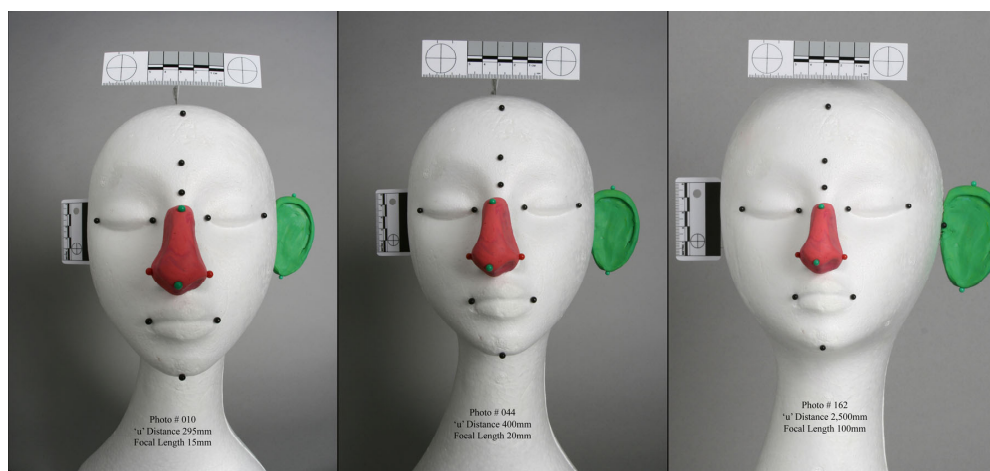 Photo # 010
'u' Distance 295mm
Focal Length 15mm
Photo # 044
'u' Distance 400mm
Focal Length 20mm
Photo # 162
'u' Distance 2,500mm
Focal Length 100mm